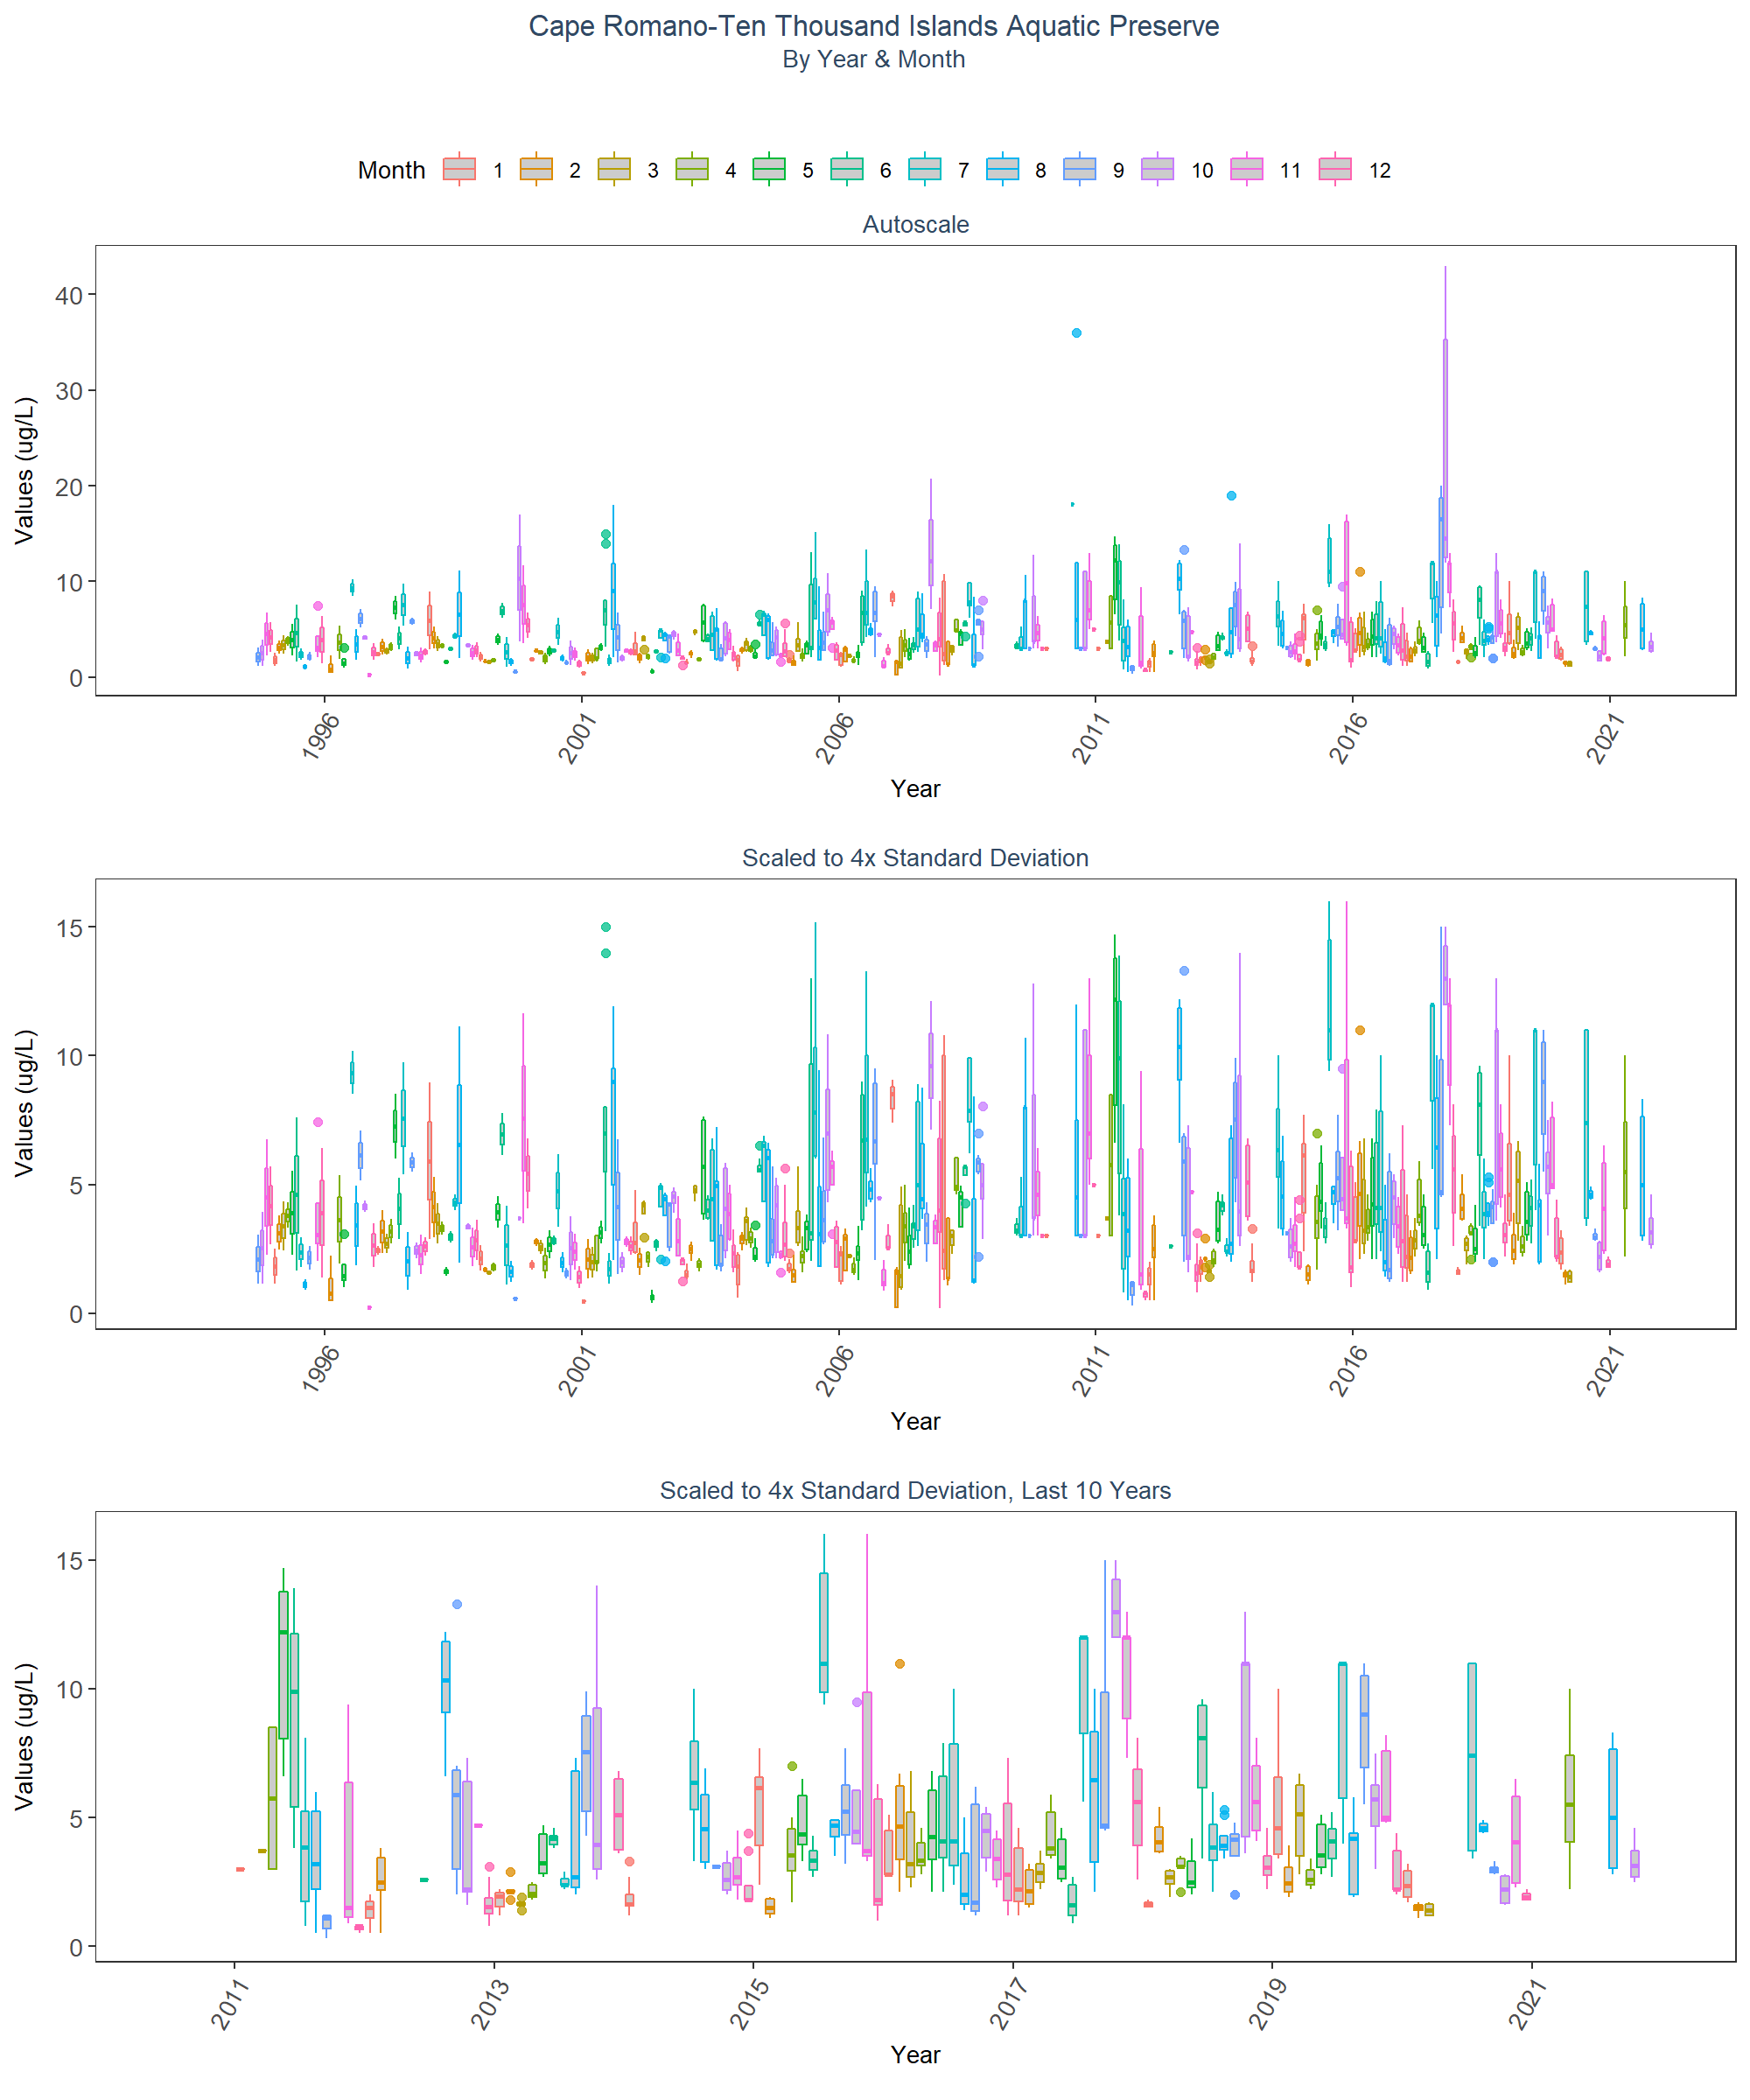 Cape Romano-Ten Thousand Islands Aquatic Preserve
By Year & Month
Month 1 2 3 4 5 6 7 8 9 10 11 12
Autoscale
Values (ug/L)
40
30
20
10
0
1996 2001 2006 2011 2016 2021
Year
Scaled to 4x Standard Deviation
Values (ug/L)
15
10
5
0
1996 2001 2006 2011 2016 2021
Year
Scaled to 4x Standard Deviation, Last 10 Years
Values (ug/L)
15
10
5
0
2011 2013 2015 2017 2019 2021
Year